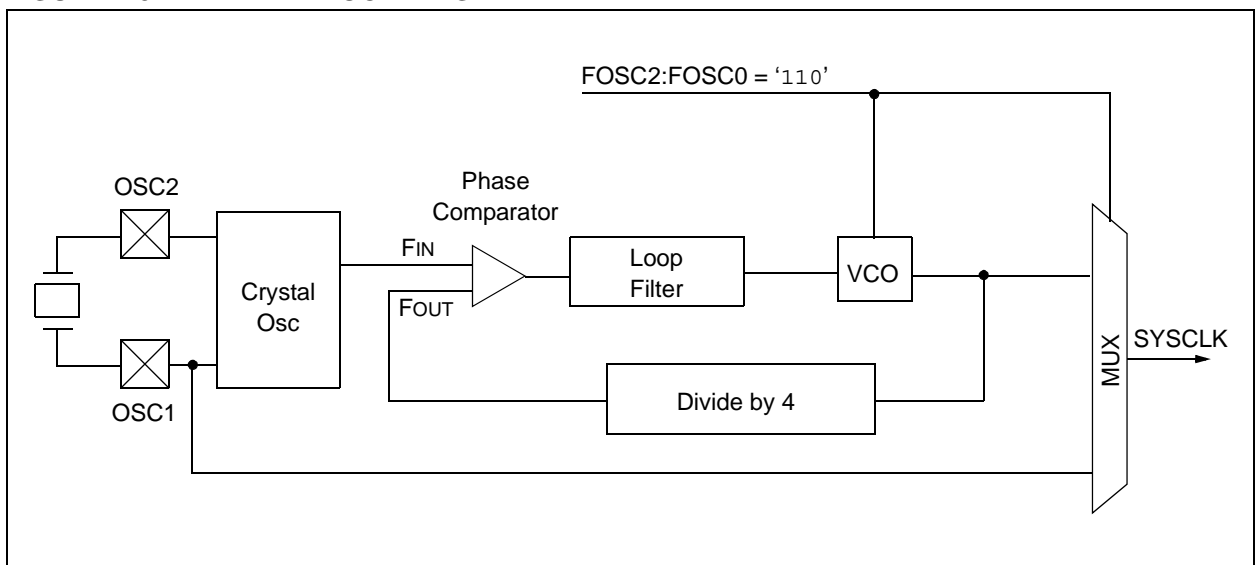 FOSC2:FOSC0 = ‘110’
OSC2
Phase
Comparator
Crystal
Osc
FIN
FOUT
Loop
Filter
VCO
Divide by 4
MUX
SYSCLK
OSC1